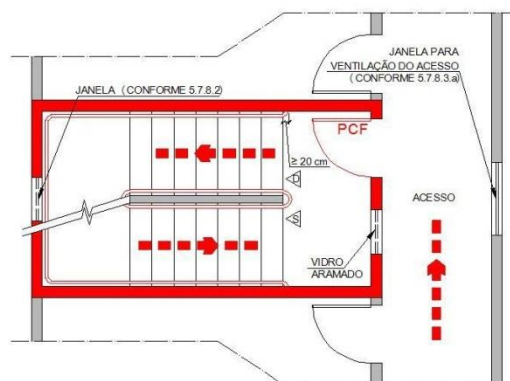 JANELA PARA
VENTILAÇÃO DO ACESSO
(CONFORME 5.7.8.3.a)
JANELA (CONFORME 5.7.8.2)
PCF
≥ 20 cm
D
ACESSO
S
VIDRO
ARAMADO